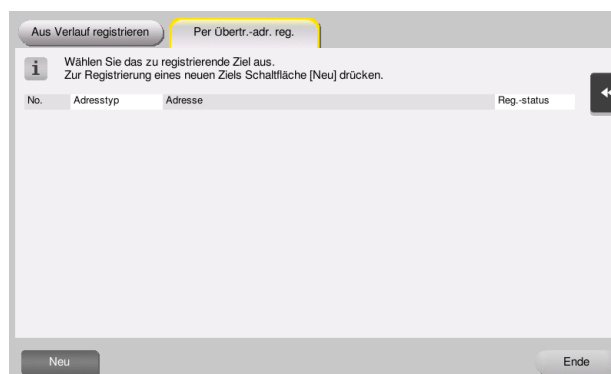 Aus Verlauf registrieren
Per Übertr.-adr. reg.
Wählen Sie das zu registrierende Ziel aus.
Zur Registrierung eines neuen Ziels Schaltfläche [Neu] drücken.
No. Adresstyp Adresse Reg.-status
Neu
Ende